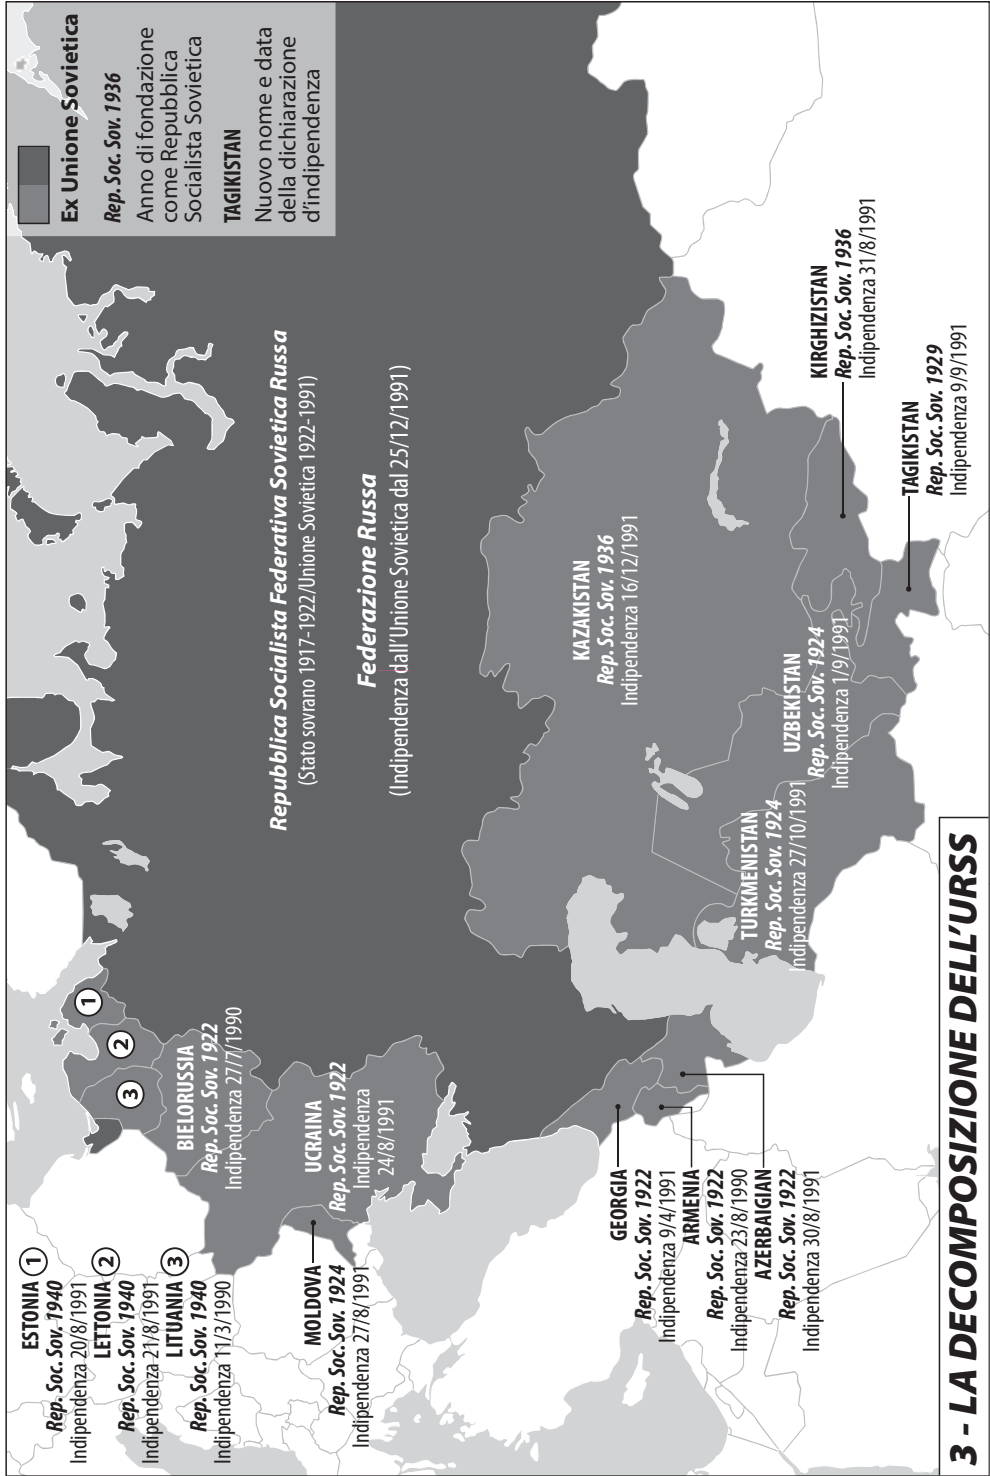 Ex Unione Sovietica
Rep. Soc. Sov. 1936
Anno di fondazione
come Repubblica
Socialista Sovietica
TAGIKISTAN
Nuovo nome e data
della dichiarazione
d'indipendenza
ESTONIA 1
Rep. Soc. Sov. 1940
Indipendenza 20/8/1991
LETTONIA 2
Rep. Soc. Sov. 1940
Indipendenza 21/8/1991
LITUANIA 3
Rep. Soc. Sov. 1940
Indipendenza 11/3/1990
1
2
3
BIELORUSSIA
Rep. Soc. Sov. 1922
Indipendenza 27/7/1990
UCRAINA
Rep. Soc. Sov. 1922
Indipendenza
24/8/1991
MOLDOVA
Rep. Soc. Sov. 1924
Indipendenza 27/8/1991
Repubblica Socialista Federativa Sovietica Russa
(Stato sovrano 1917-1922/Unione Sovietica 1922-1991)
Federazione Russa
(Indipendenza dall'Unione Sovietica dal 25/12/1991)
KAZAKISTAN
Rep. Soc. Sov. 1936
Indipendenza 16/12/1991
GEORGIA
Rep. Soc. Sov. 1922
Indipendenza 9/4/1991
ARMENIA
Rep. Soc. Sov. 1922
Indipendenza 23/8/1990
AZERBAIGIAN
Rep. Soc. Sov. 1922
Indipendenza 30/8/1991
TURKMENISTAN
Rep. Soc. Sov. 1924
Indipendenza 27/10/1991
UZBEKISTAN
Rep. Soc. Sov. 1924
Indipendenza 1/9/1991
KIRGHIZISTAN
Rep. Soc. Sov. 1936
Indipendenza 31/8/1991
TAGIKISTAN
Rep. Soc. Sov. 1929
Indipendenza 9/9/1991
3 - LA DECOMPOSIZIONE DELL'URSS